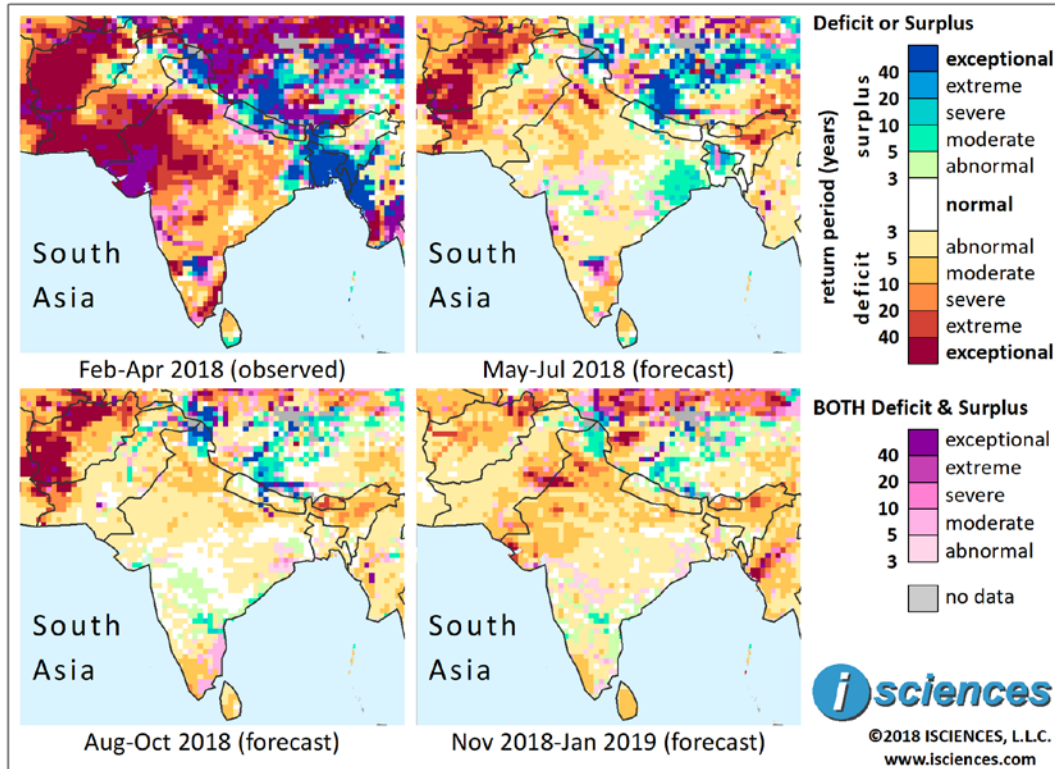 South
Asia
Feb-Apr 2018 (observed)
South
Asia
May-Jul 2018 (forecast)
South
Asia
Aug-Oct 2018 (forecast)
South
Asia
Nov 2018-Jan 2019 (forecast)
Deficit or Surplus
return period (years)
deficit surplus
exceptional
40
extreme
20
severe
10
moderate
5
abnormal
3
normal
3
abnormal
5
moderate
10
severe
20
extreme
40
exceptional
BOTH Deficit & Surplus
exceptional
40
extreme
20
severe
10
moderate
5
abnormal
3
no data
i sciences
©2018 ISCIENCES, L.L.C.
www.isciences.com